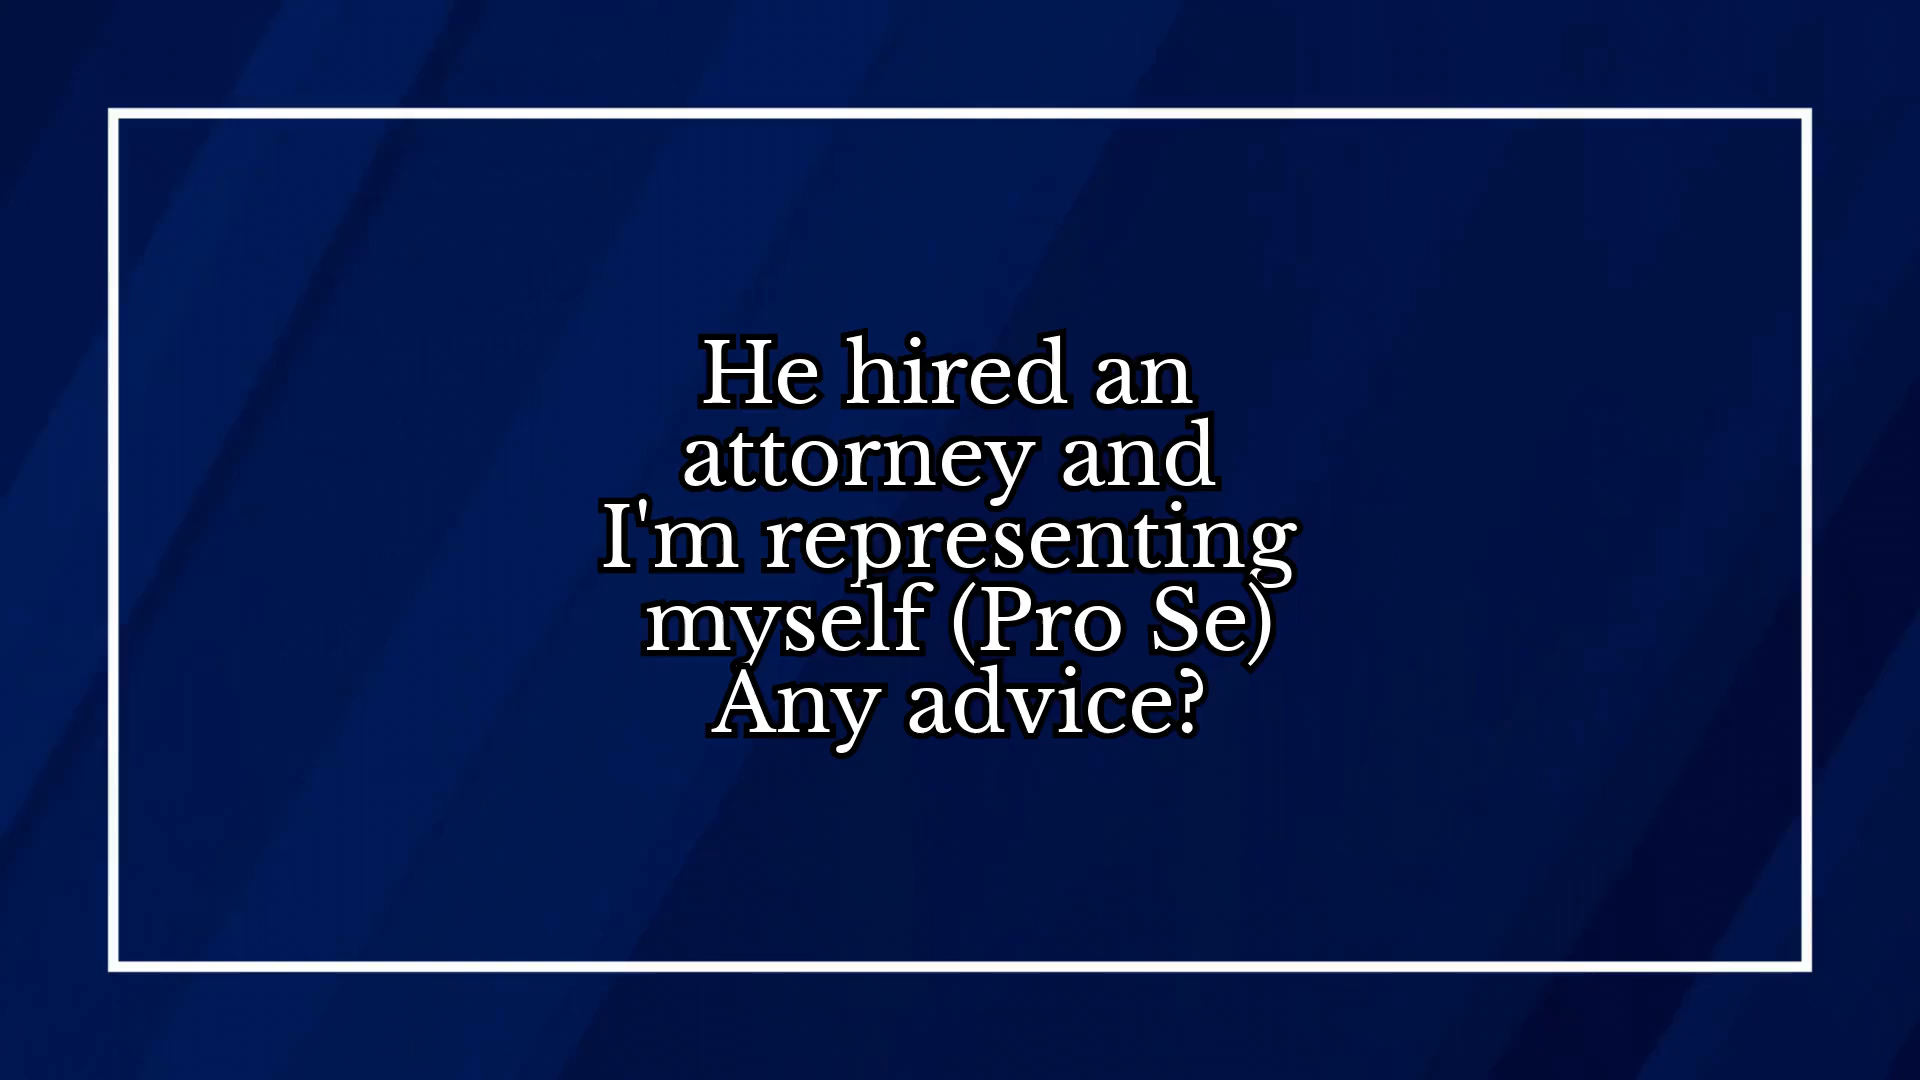 He hired an
attorney and
I'm representing
myself (Pro Se)
Any advice?